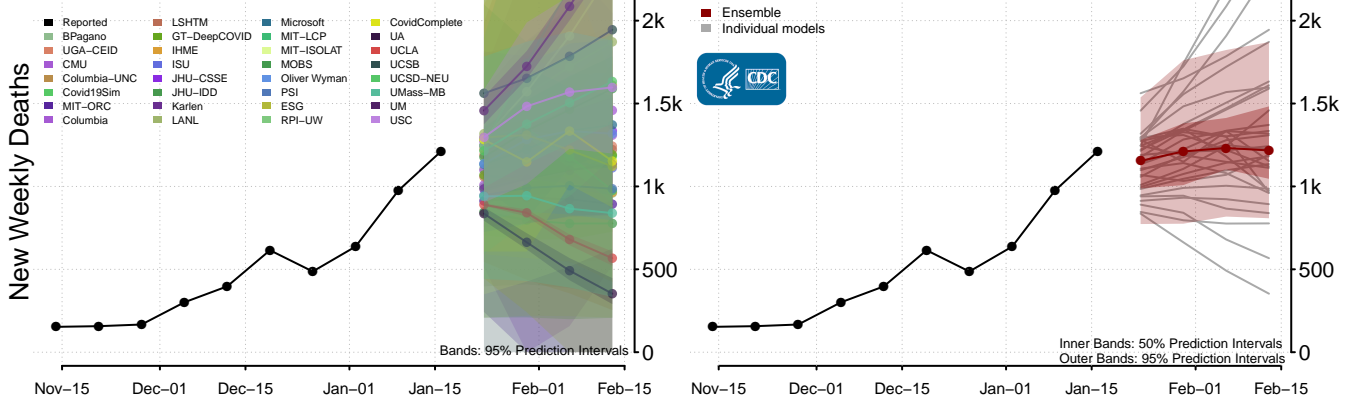 New Weekly Deaths
Reported LSHTM Microsoft CovidComplete
BPagano GT−DeepCOVID MIT−LCP UA
UGA−CEID IHME MIT−ISOLAT UCLA
CMU ISU MOBS UCSB
Columbia−UNC JHU−CSSE Oliver Wyman UCSD−NEU
Covid19Sim JHU−IDD PSI UMass−MB
MIT−ORC Karlen ESG UM
Columbia LANL RPI−UW USC
2k
1.5k
1k
500
0
Bands: 95% Prediction Intervals
Nov−15 Dec−01 Dec−15 Jan−01 Jan−15 Feb−01 Feb−15
Ensemble
Individual models
CDC
2k
1.5k
1k
500
0
Inner Bands: 50% Prediction Intervals
Outer Bands: 95% Prediction Intervals
Nov−15 Dec−01 Dec−15 Jan−01 Jan−15 Feb−01 Feb−15